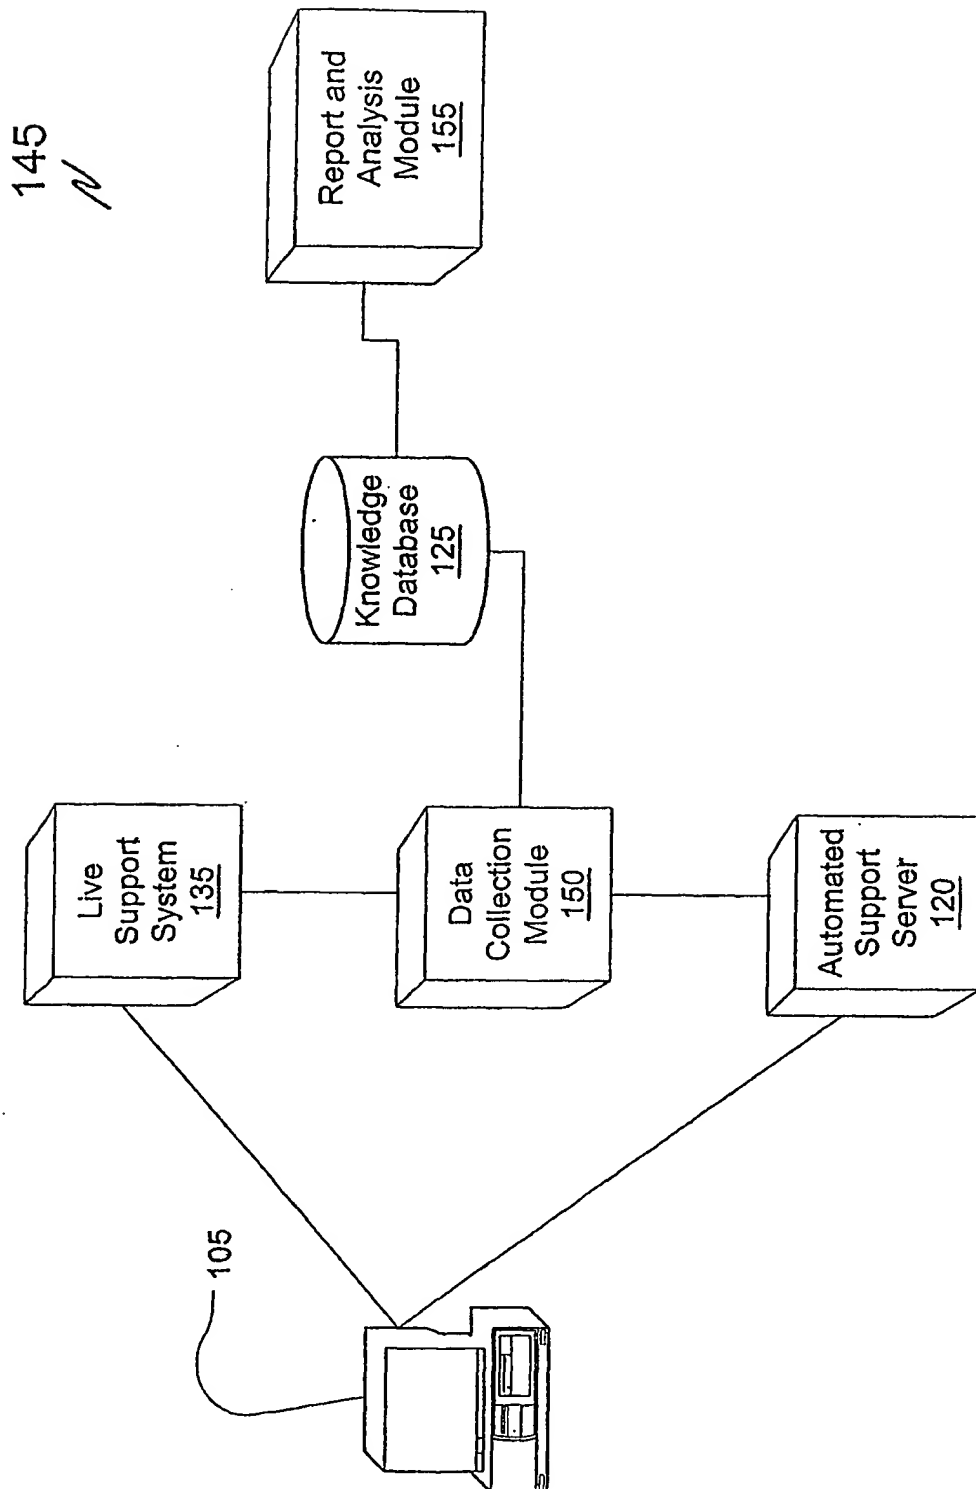 145
Report and
Analysis
Module
155
Knowledge
Database
125
Live
Support
System
135
Data
Collection
Module
150
Automated
Support
Server
120
105